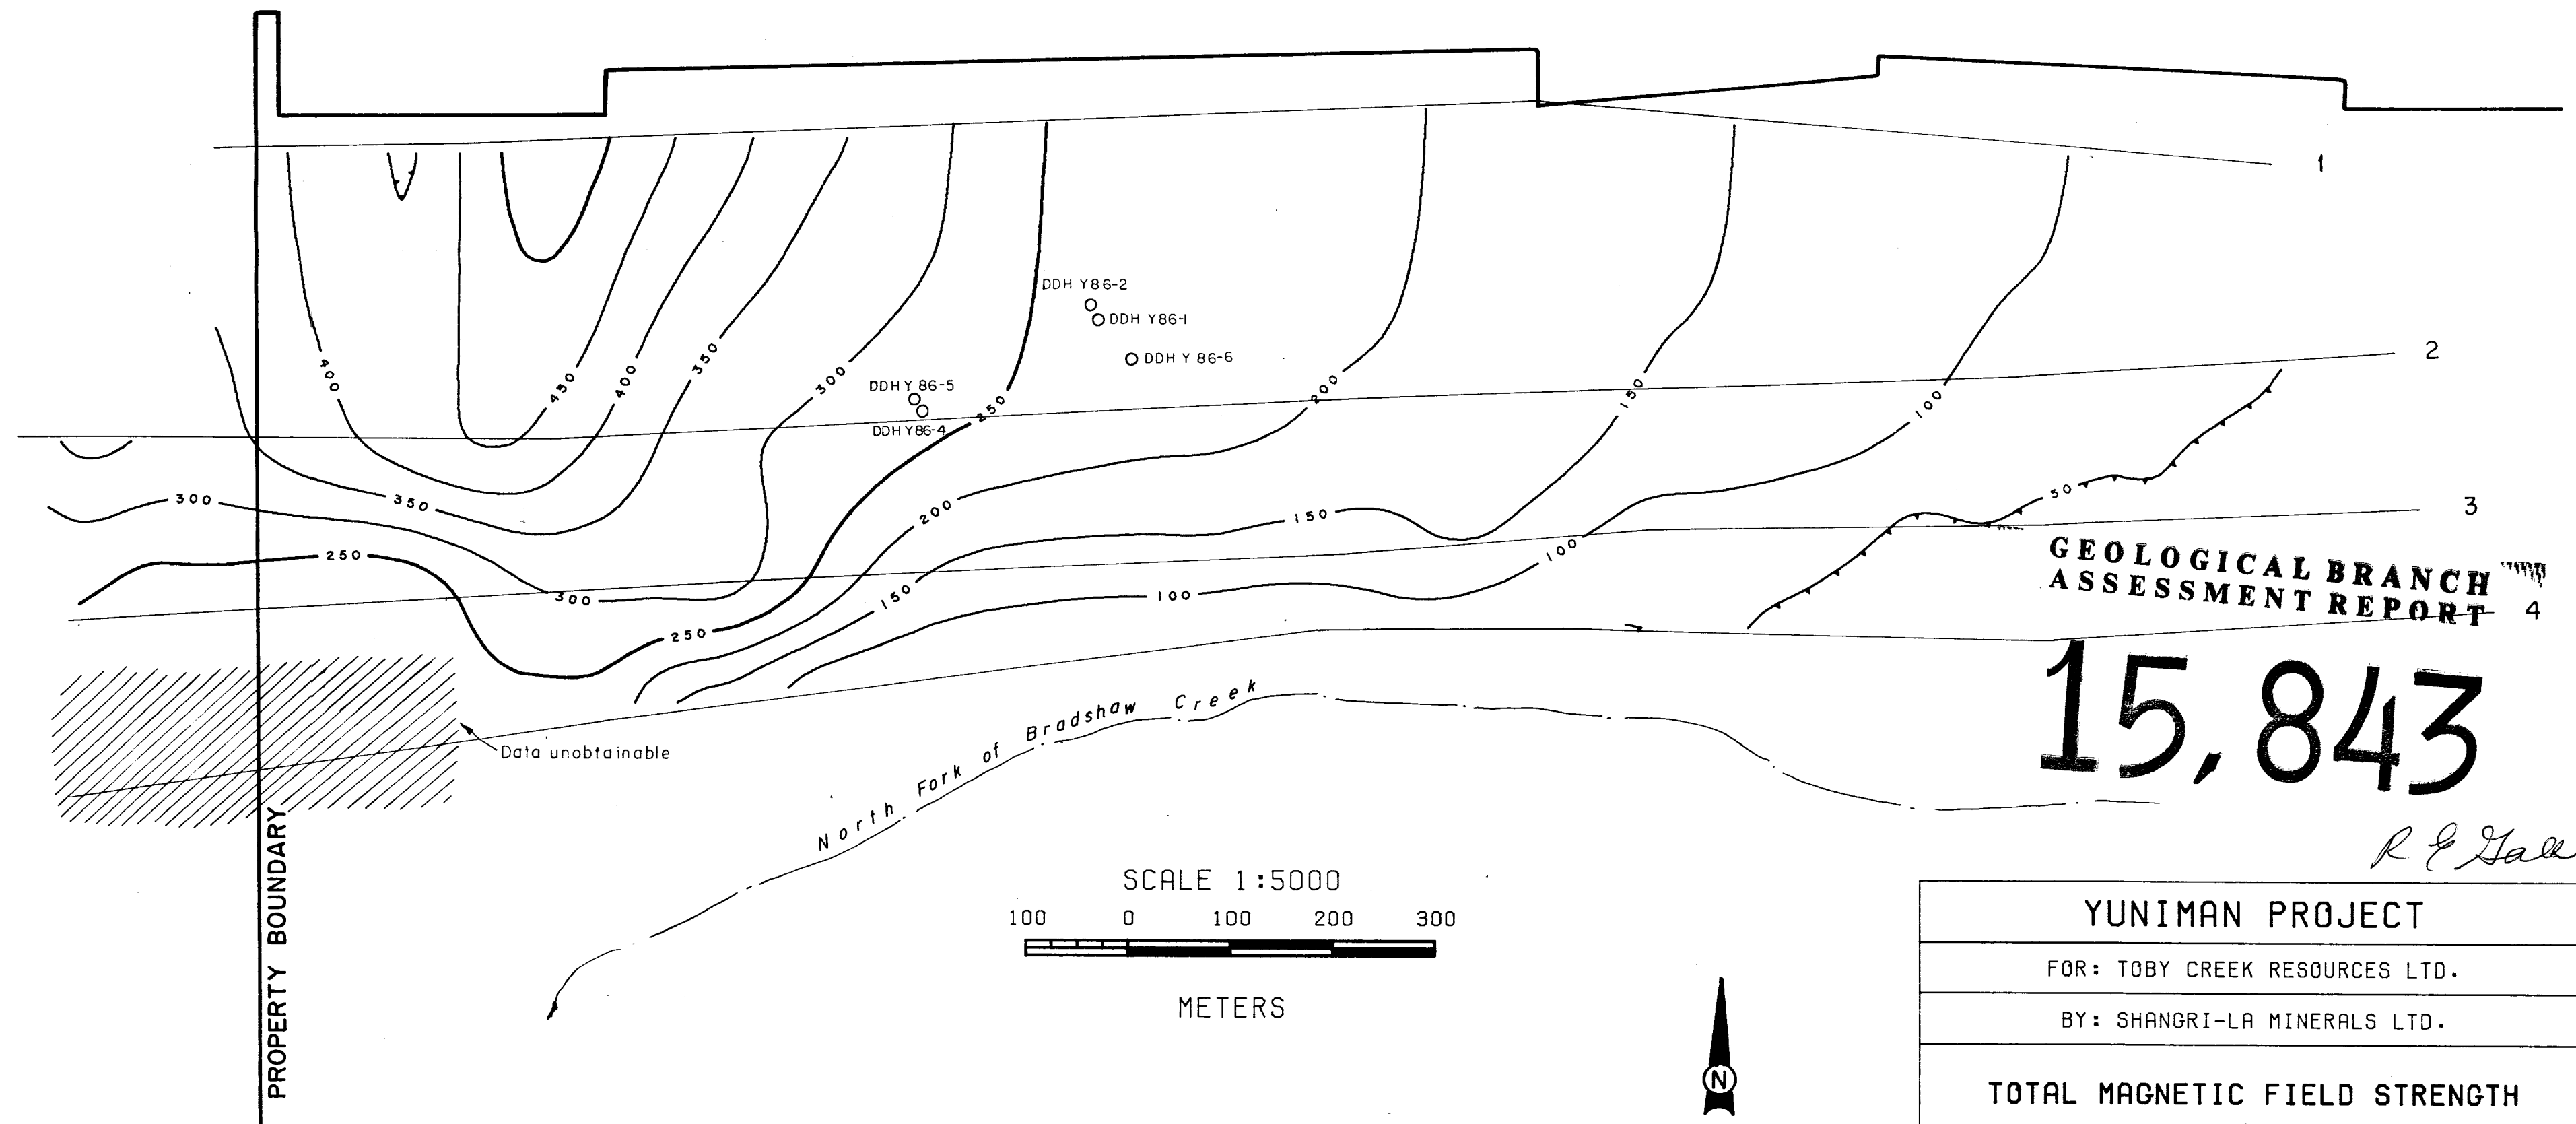 1
DDH Y86-2
DDH Y86-1
DDH Y 86-6
DDH Y 86-5
DDH Y86-4
2
400
450
400
350
300
250
200
150
100
300
350
200
150
50
3
250
300
150
100
100
250
GEOLOGICAL BRANCH
ASSESSMENT REPORT
4
15,843
Data unobtainable
North Fork of Bradshaw Creek
PROPERTY BOUNDARY
SCALE 1:5000
100 0 100 200 300
METERS
N
YUNIMAN PROJECT
FOR: TOBY CREEK RESOURCES LTD.
BY: SHANGRI-LA MINERALS LTD.
TOTAL MAGNETIC FIELD STRENGTH